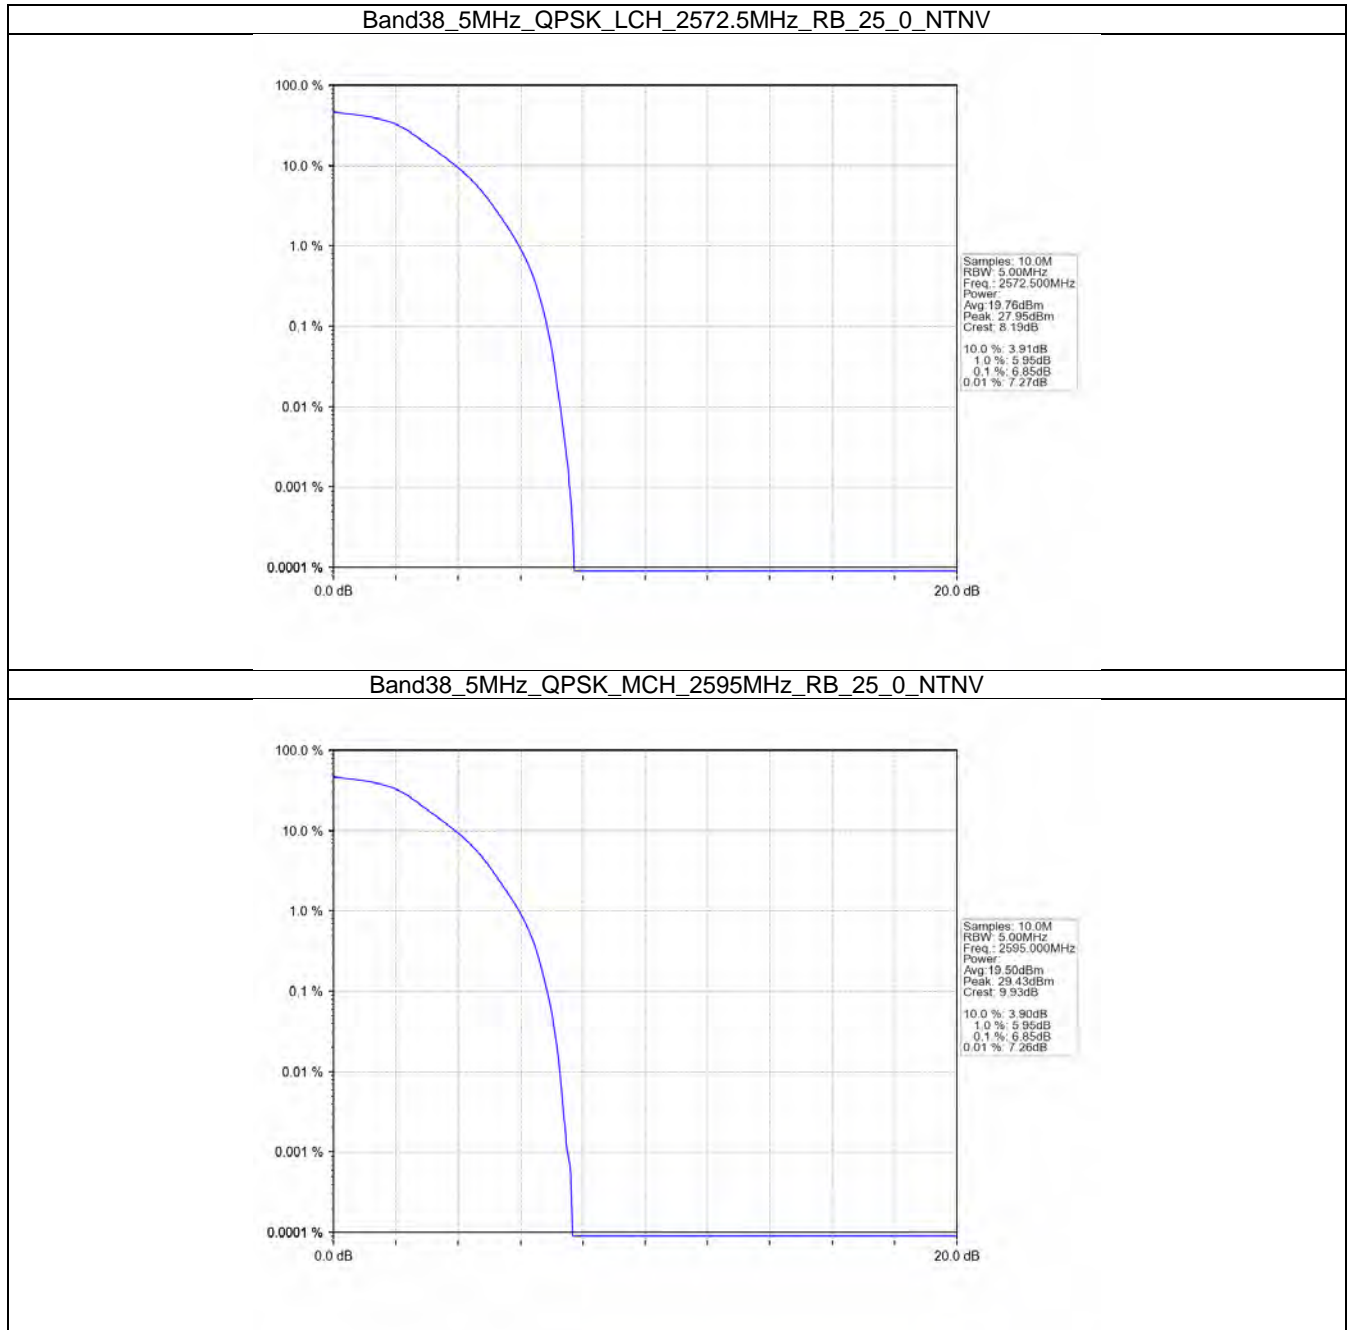 Band38_5MHz_QPSK_LCH_2572.5MHz_RB_25_0_NTNV
100.0 %
10.0 %
1.0 %
0.1 %
0.01 %
0.001 %
0.0001 %
0.0 dB
20.0 dB
Samples: 10.0M
RBW: 5.00MHz
Freq.: 2572.500MHz
Power:
Avg:19.76dBm
Peak: 27.95dBm
Crest: 8.19dB
10.0 %: 3.91dB
1.0 %: 5.95dB
0.1 %: 6.85dB
0.01 %: 7.27dB
Band38_5MHz_QPSK_MCH_2595MHz_RB_25_0_NTNV
100.0 %
10.0 %
1.0 %
0.1 %
0.01 %
0.001 %
0.0001 %
0.0 dB
20.0 dB
Samples: 10.0M
RBW: 5.00MHz
Freq.: 2595.000MHz
Power:
Avg:19.50dBm
Peak: 29.43dBm
Crest: 9.93dB
10.0 %: 3.90dB
1.0 %: 5.95dB
0.1 %: 6.85dB
0.01 %: 7.26dB